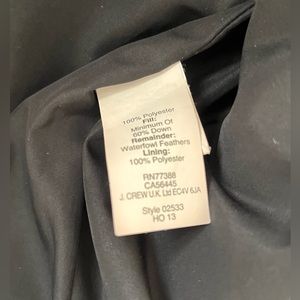 100% Polyester
Fill:
Minimum Of
60% Down
Remainder:
Waterfowl Feathers
Lining:
100% Polyester
RN77388
CA56445
J. CREW U.K. Ltd EC4V 6JA
Style 02533
HO 13